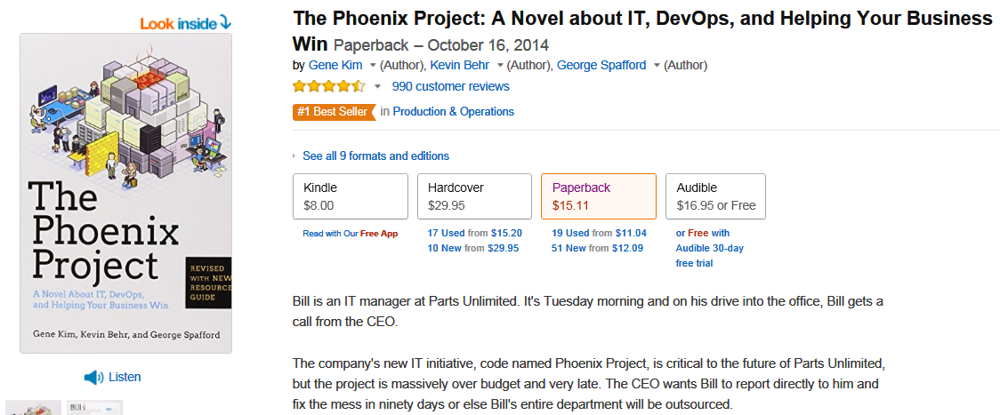 Look inside
The
Phoenix
Project
REVISED
WITH NEW
RESOURCE
GUIDE
A Novel About IT, DevOps,
and Helping Your Business Win
Gene Kim, Kevin Behr, and George Spafford
Listen
The Phoenix Project: A Novel about IT, DevOps, and Helping Your Business
Win Paperback – October 16, 2014
by Gene Kim (Author), Kevin Behr (Author), George Spafford (Author)
990 customer reviews
#1 Best Seller in Production & Operations
See all 9 formats and editions
Kindle
$8.00
Read with Our Free App
Hardcover
$29.95
17 Used from $15.20
10 New from $29.95
Paperback
$15.11
19 Used from $11.04
51 New from $12.09
Audible
$16.95 or Free
or Free with
Audible 30-day
free trial
Bill is an IT manager at Parts Unlimited. It's Tuesday morning and on his drive into the office, Bill gets a
call from the CEO.
The company's new IT initiative, code named Phoenix Project, is critical to the future of Parts Unlimited,
but the project is massively over budget and very late. The CEO wants Bill to report directly to him and
fix the mess in ninety days or else Bill's entire department will be outsourced.